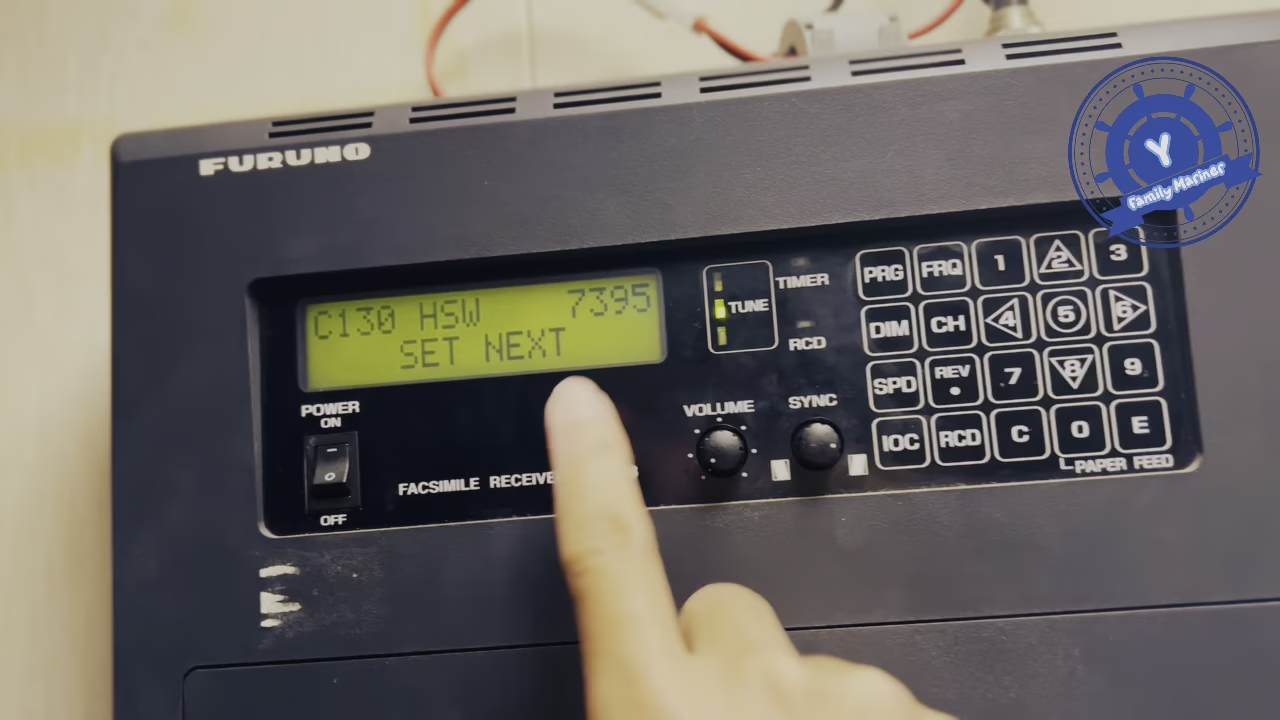 FURUNO
Y
Family Mariner
C130 HSW 7395
SET NEXT
TUNE
TIMER
RCD
POWER
ON
OFF
FACSIMILE RECEIVE
VOLUME
SYNC
PRG FRQ 1 2 3
DIM CH 4 5 6
SPD REV 7 8 9
IOC RCD C 0 E
PAPER FEED